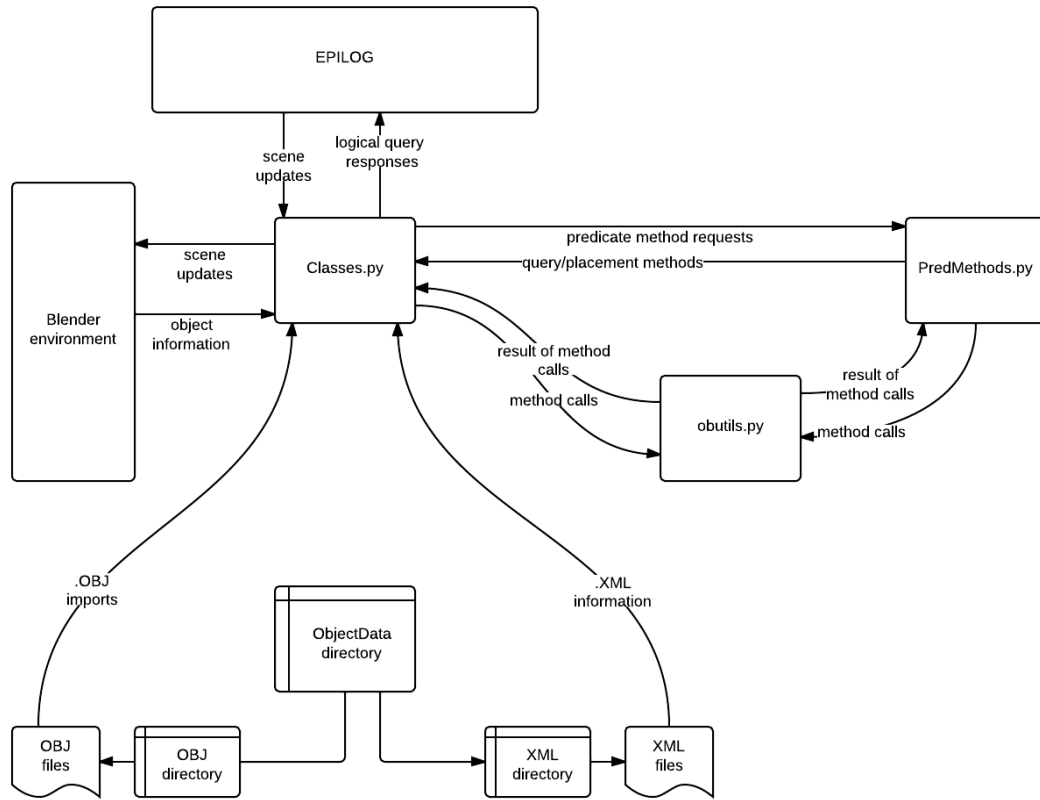 EPILOG
scene
updates
logical query
responses
Blender
environment
scene
updates
object
information
Classes.py
predicate method requests
query/placement methods
PredMethods.py
result of method
calls
method calls
obutils.py
result of
method calls
method calls
.OBJ
imports
.XML
information
ObjectData
directory
OBJ
files
OBJ
directory
XML
directory
XML
files